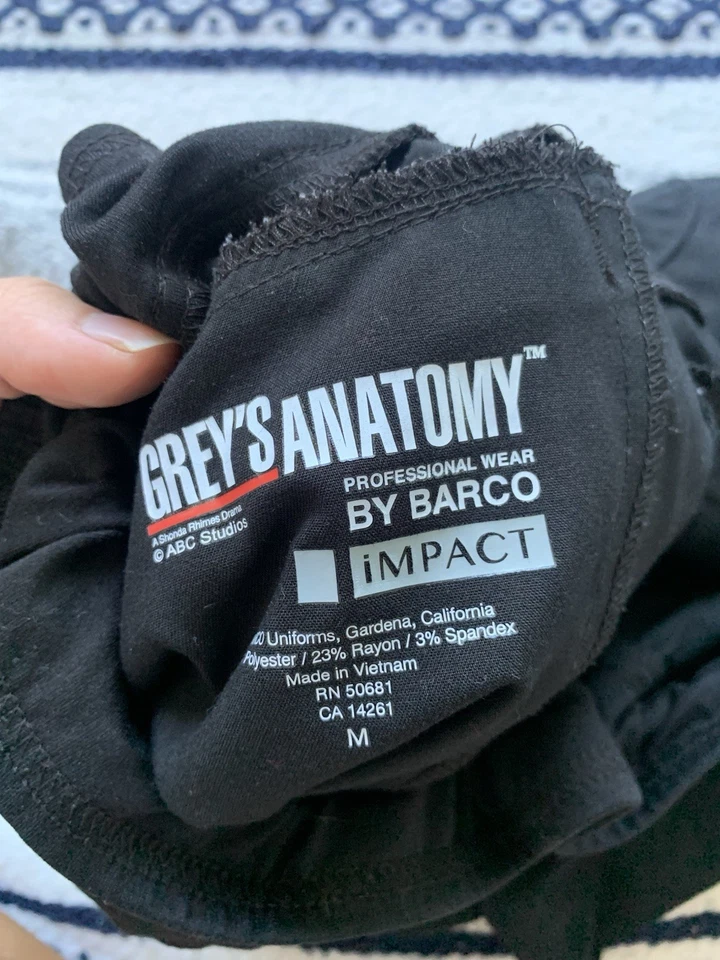 GREY'S ANATOMY™
A Shonda Rhimes Drama
© ABC Studios
PROFESSIONAL WEAR
BY BARCO
iMPACT
Uniforms, Gardena, California
Polyester / 23% Rayon / 3% Spandex
Made in Vietnam
RN 50681
CA 14261
M